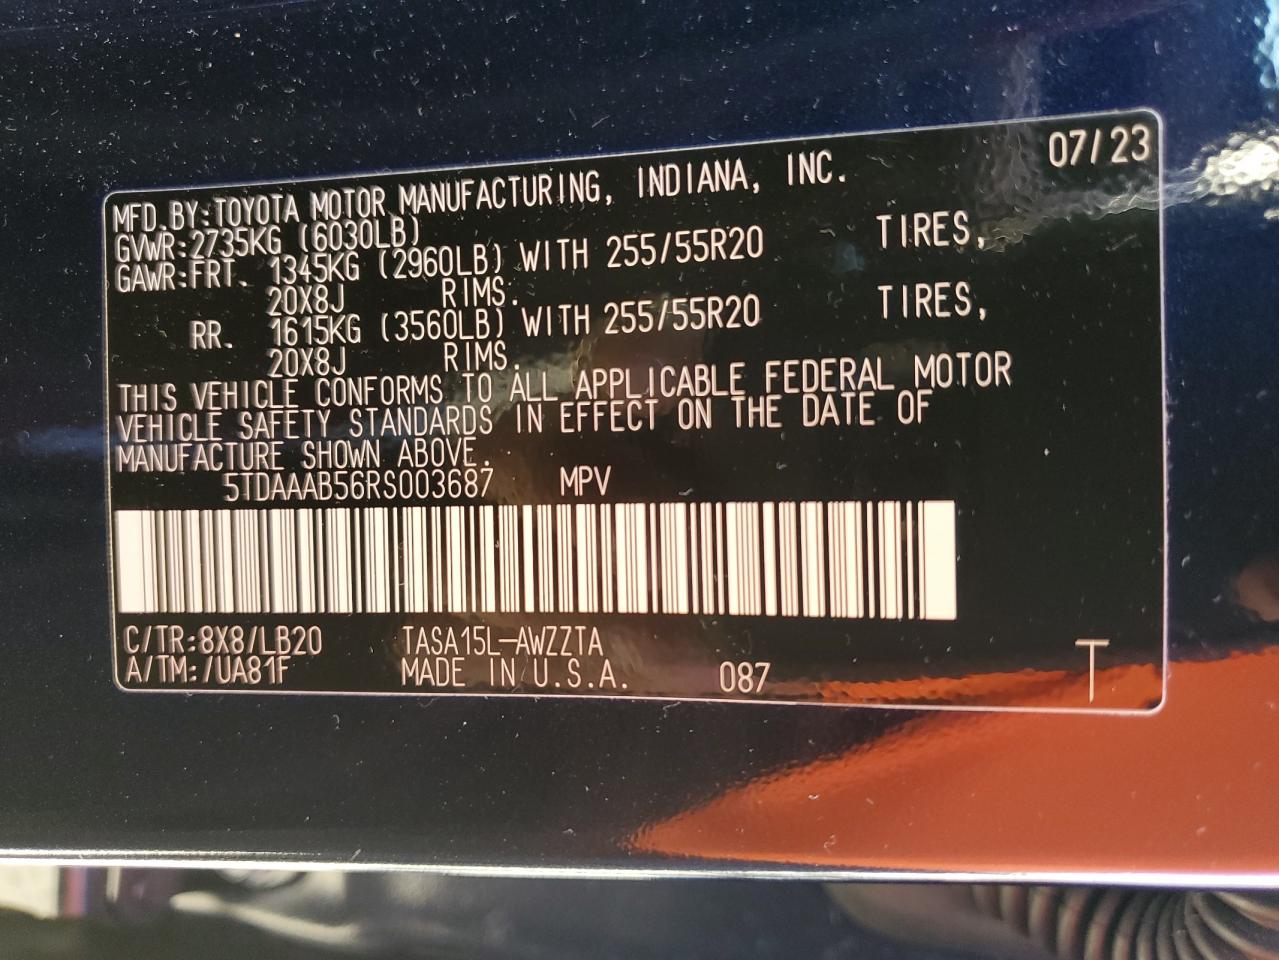 07/23
MFD.BY:TOYOTA MOTOR MANUFACTURING, INDIANA, INC.
GVWR:2735KG (6030LB)
GAWR:FRT. 1345KG (2960LB) WITH 255/55R20 TIRES,
20X8J RIMS.
RR. 1615KG (3560LB) WITH 255/55R20 TIRES,
20X8J RIMS.
THIS VEHICLE CONFORMS TO ALL APPLICABLE FEDERAL MOTOR
VEHICLE SAFETY STANDARDS IN EFFECT ON THE DATE OF
MANUFACTURE SHOWN ABOVE.
5TDAAAB56RS003687 MPV
C/TR:8X8/LB20 TASA15L-AWZZTA
A/TM:/UA81F MADE IN U.S.A. 087 T